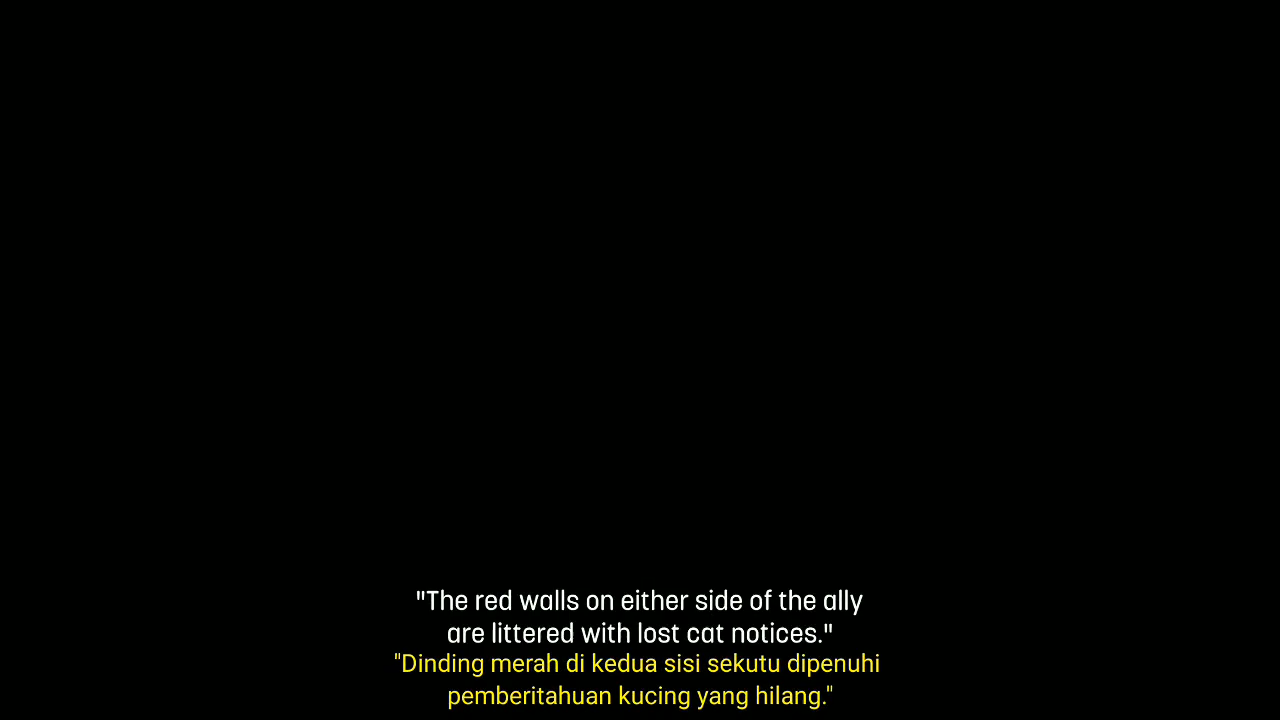 "The red walls on either side of the ally
are littered with lost cat notices."
"Dinding merah di kedua sisi sekutu dipenuhi
pemberitahuan kucing yang hilang."